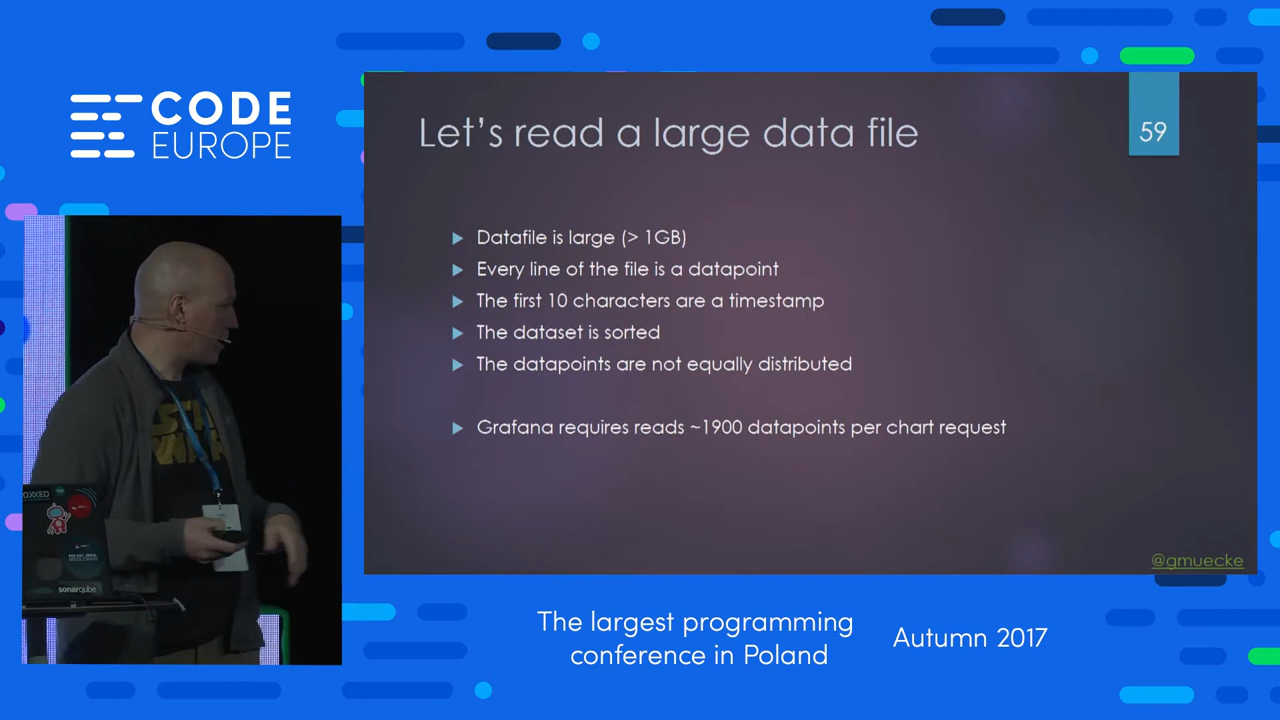 CODE
EUROPE
Let's read a large data file
59
Datafile is large (> 1GB)
Every line of the file is a datapoint
The first 10 characters are a timestamp
The dataset is sorted
The datapoints are not equally distributed
Grafana requires reads ~1900 datapoints per chart request
@gmuecke
STAR
WARS
sonarqube
The largest programming
conference in Poland
Autumn 2017